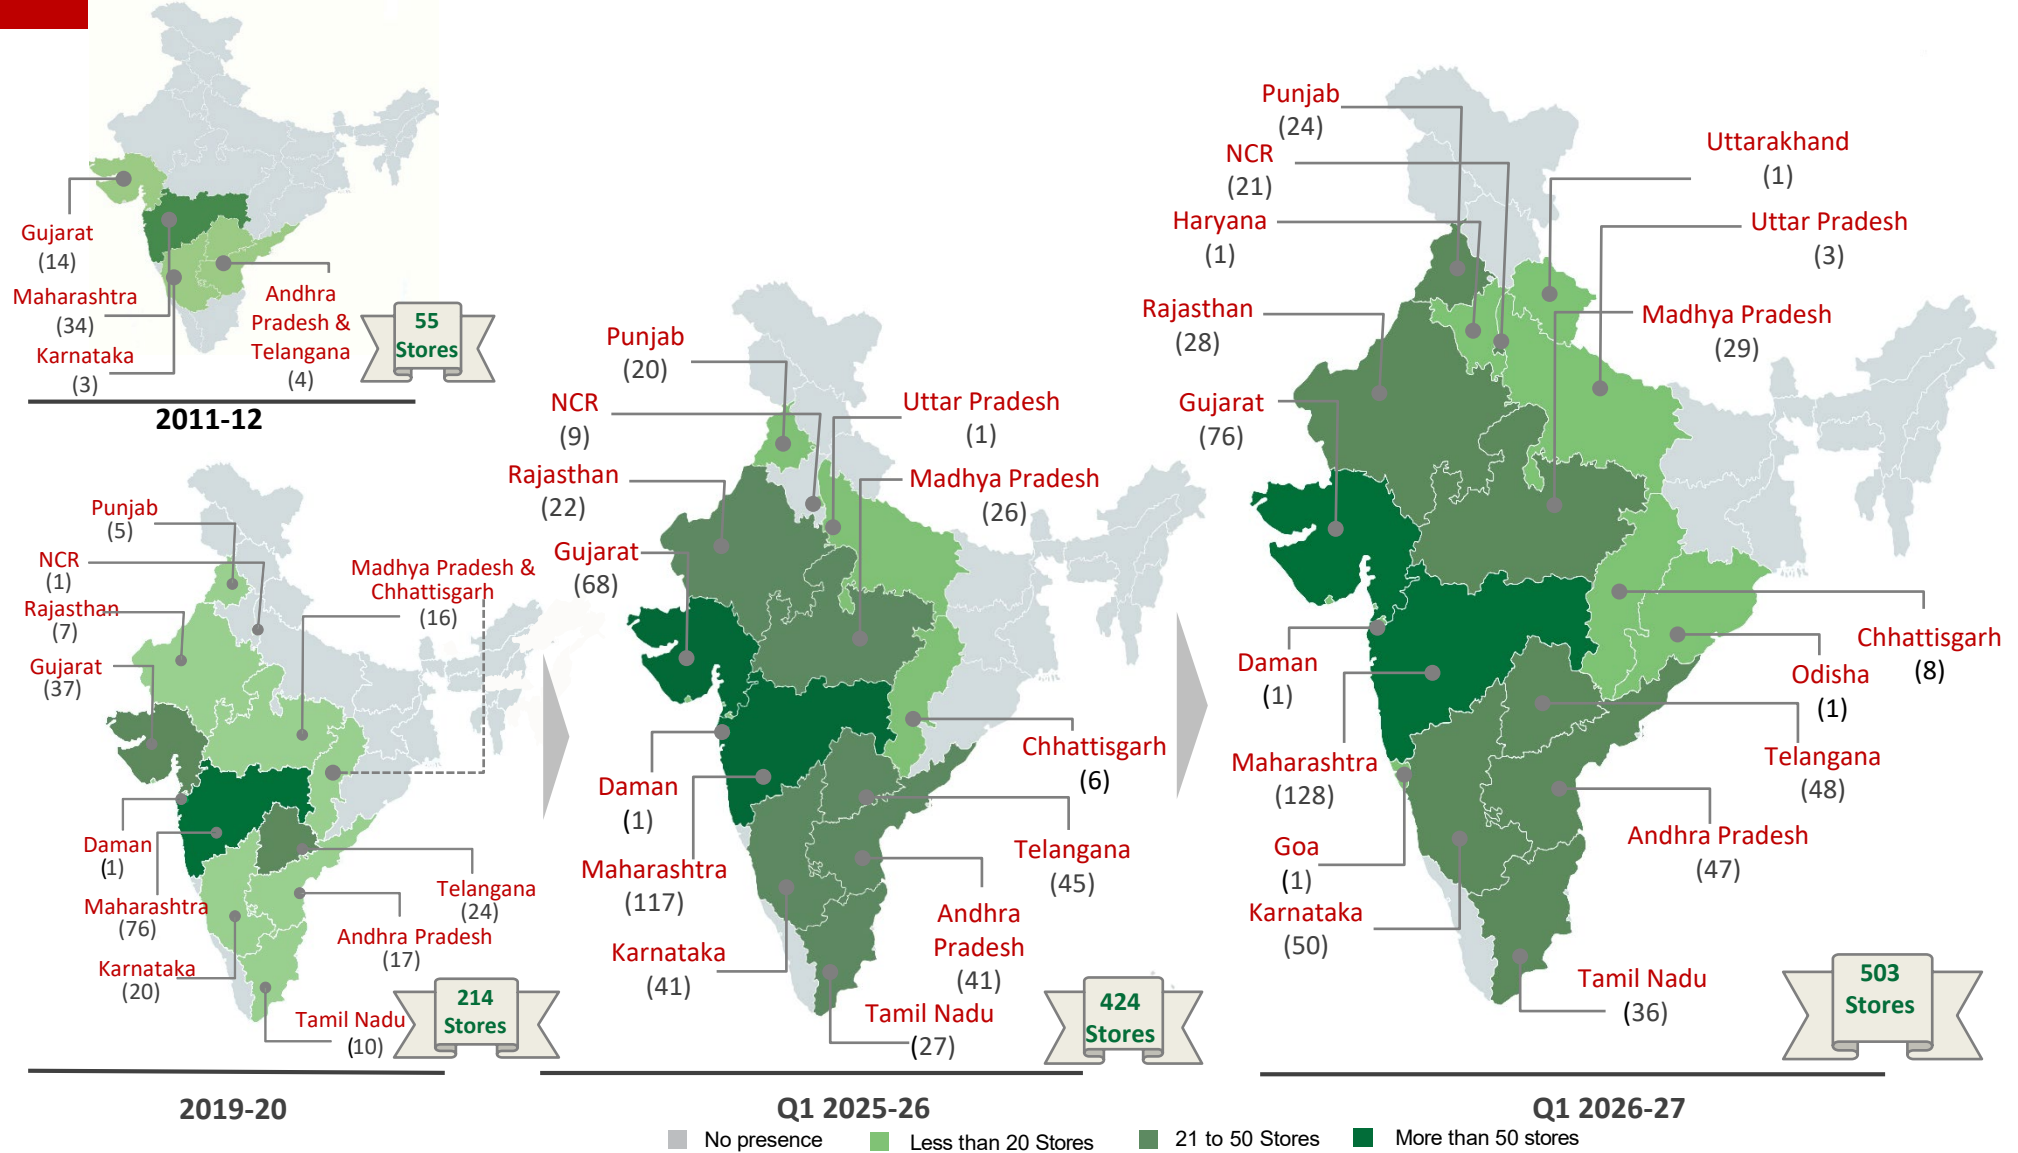 Gujarat
(14)
Maharashtra
(34)
Karnataka
(3)
Andhra
Pradesh &
Telangana
(4)
55
Stores
2011-12
Punjab
(5)
NCR
(1)
Rajasthan
(7)
Gujarat
(37)
Madhya Pradesh &
Chhattisgarh
(16)
Daman
(1)
Maharashtra
(76)
Karnataka
(20)
Telangana
(24)
Andhra Pradesh
(17)
Tamil Nadu
(10)
214
Stores
2019-20
Punjab
(20)
NCR
(9)
Rajasthan
(22)
Gujarat
(68)
Uttar Pradesh
(1)
Madhya Pradesh
(26)
Daman
(1)
Maharashtra
(117)
Karnataka
(41)
Chhattisgarh
(6)
Telangana
(45)
Andhra
Pradesh
(41)
Tamil Nadu
(27)
424
Stores
Q1 2025-26
Punjab
(24)
NCR
(21)
Haryana
(1)
Rajasthan
(28)
Gujarat
(76)
Uttarakhand
(1)
Uttar Pradesh
(3)
Madhya Pradesh
(29)
Daman
(1)
Maharashtra
(128)
Goa
(1)
Karnataka
(50)
Chhattisgarh
(8)
Odisha
(1)
Telangana
(48)
Andhra Pradesh
(47)
Tamil Nadu
(36)
503
Stores
Q1 2026-27
No presence
Less than 20 Stores
21 to 50 Stores
More than 50 stores